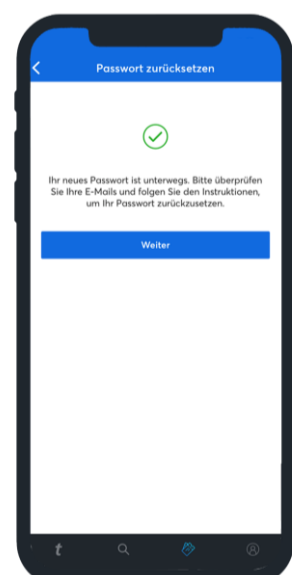 Passwort zurücksetzen
Ihr neues Passwort ist unterwegs. Bitte überprüfen
Sie Ihre E-Mails und folgen Sie den Instruktionen,
um Ihr Passwort zurückzusetzen.
Weiter
t